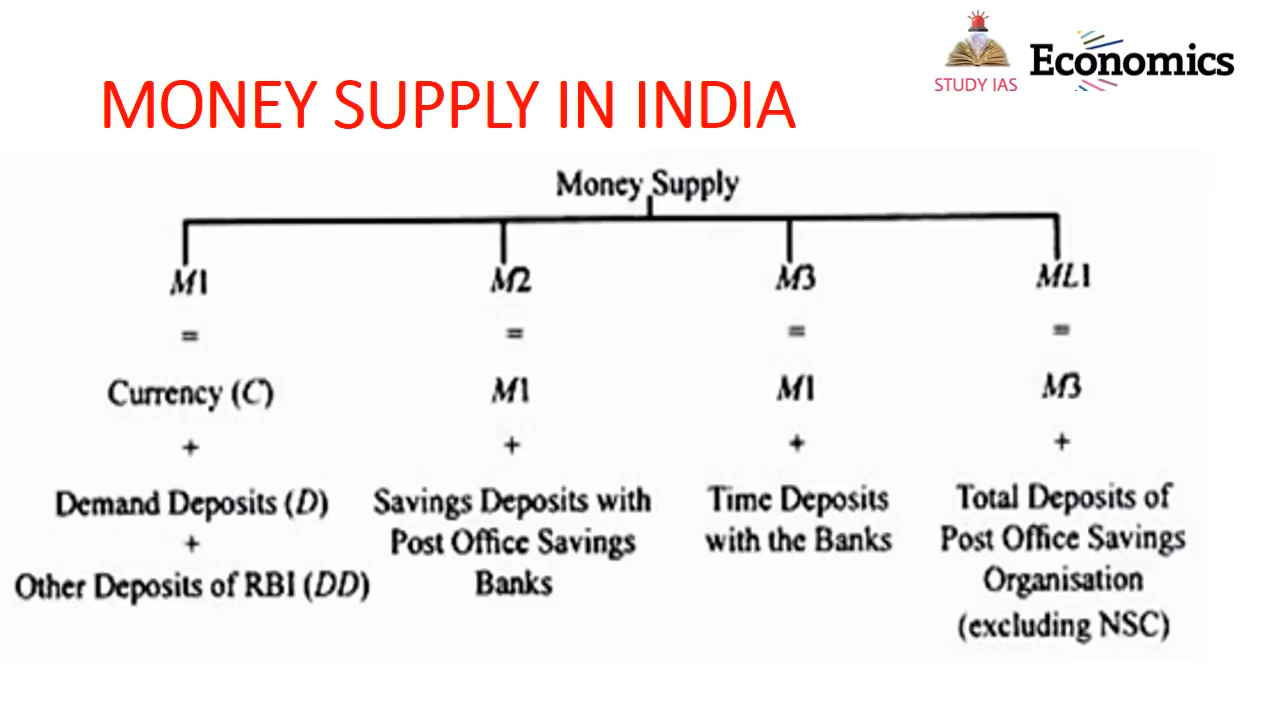 STUDY IAS
Economics
MONEY SUPPLY IN INDIA
Money Supply
M1
=
Currency (C)
+
Demand Deposits (D)
+
Other Deposits of RBI (DD)
M2
=
M1
+
Savings Deposits with
Post Office Savings
Banks
M3
=
M1
+
Time Deposits
with the Banks
ML1
=
M3
+
Total Deposits of
Post Office Savings
Organisation
(excluding NSC)